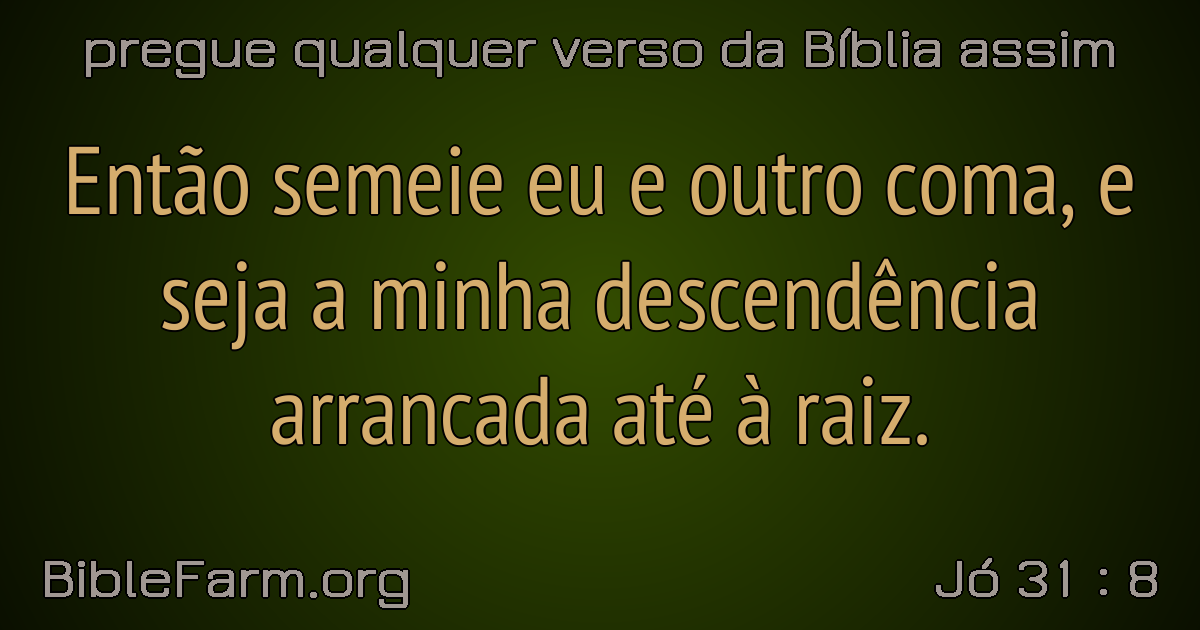 pregue qualquer verso da Bíblia assim
Então semeie eu e outro coma, e
seja a minha descendência
arrancada até à raiz.
BibleFarm.org
Jó 31 : 8